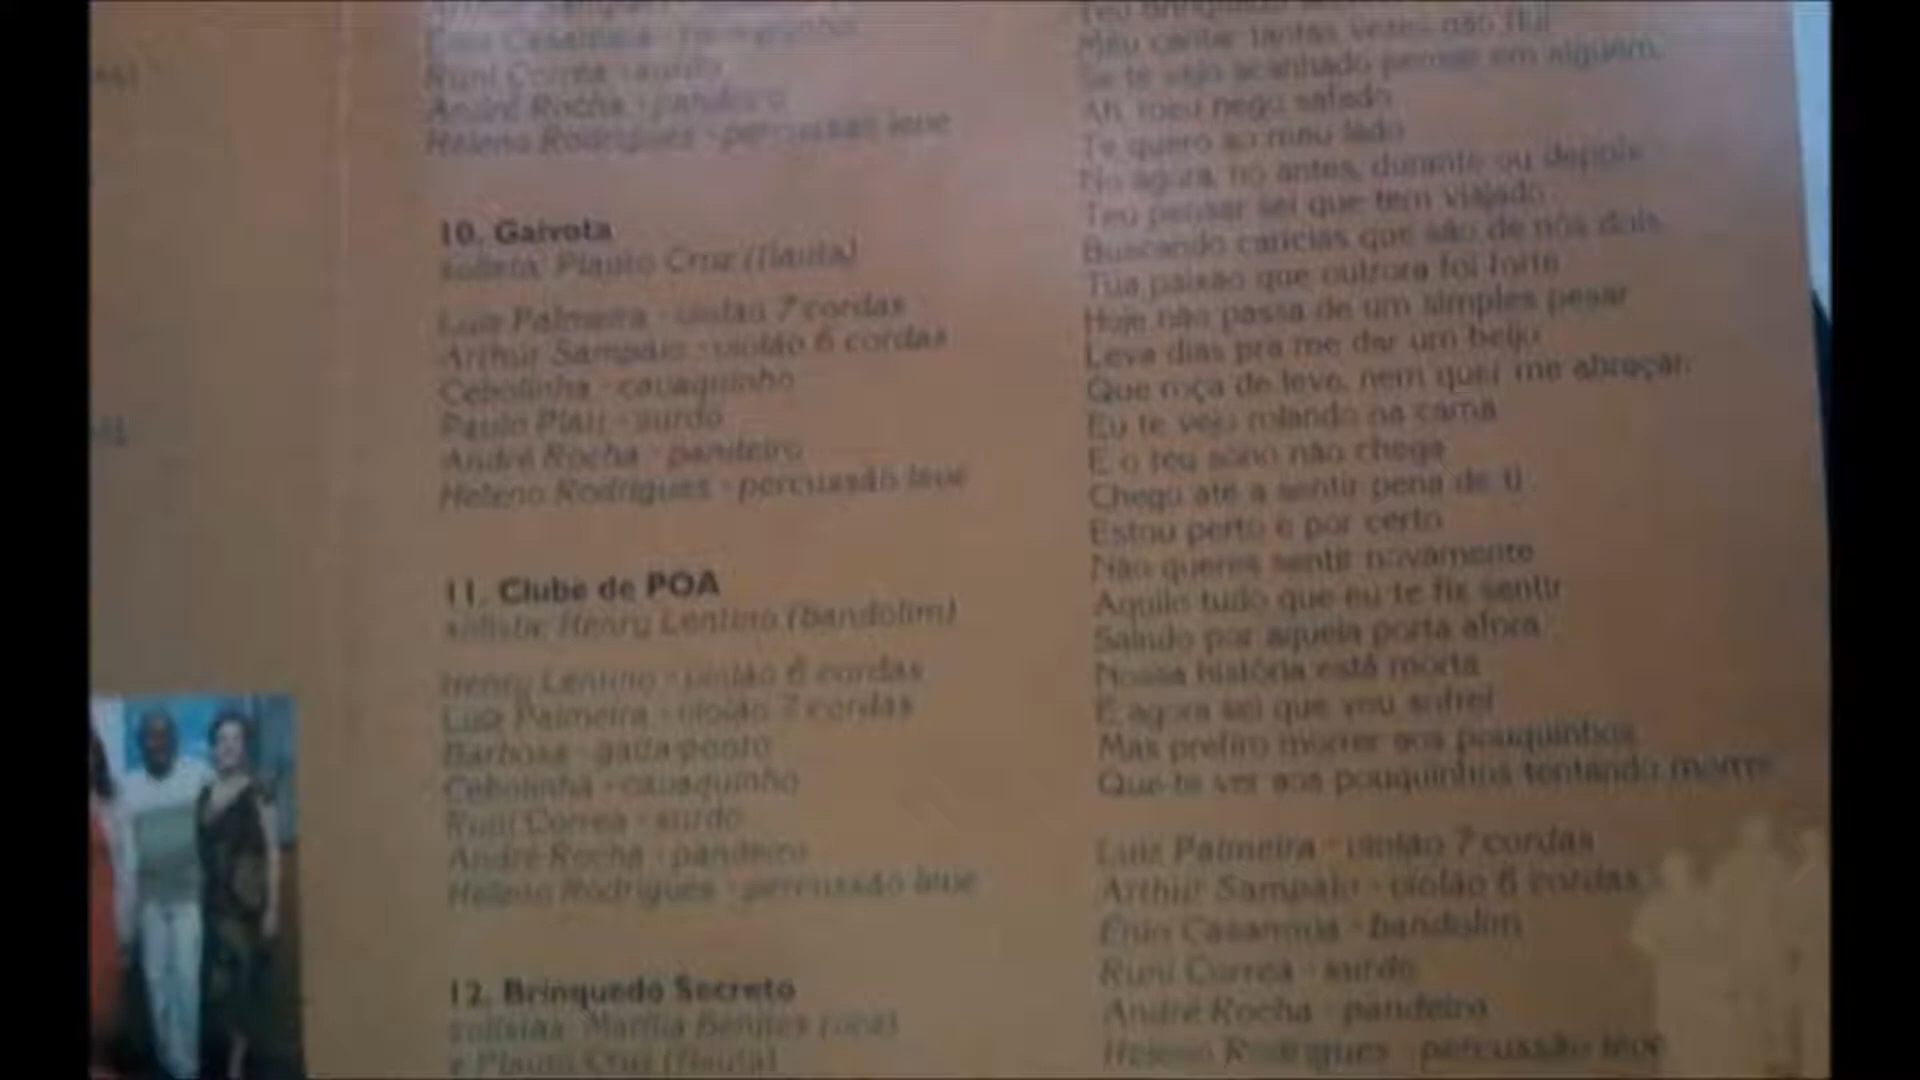 Runi Correa - surdo
André Rocha - pandeiro
Heleno Rodrigues - percussão leve
10. Gaivota
solista: Plauto Cruz (flauta)
Luis Palmeira - violão 7 cordas
Arthur Sampaio - violão 6 cordas
Cebolinha - cavaquinho
Paulo - surdo
André Rocha - pandeiro
Heleno Rodrigues - percussão leve
11. Clube de POA
solista: Henry Lentino (bandolim)
Henry Lentino - violão 6 cordas
Luis Palmeira - violão 7 cordas
Barbosa - gaita-ponto
Cebolinha - cavaquinho
Runi Correa - surdo
André Rocha - pandeiro
Heleno Rodrigues - percussão leve
12. Brinquedo Secreto
solistas: Marilia Benites (voz)
e Plauto Cruz (flauta)
Meu cantar tantas vezes não flui
Se te vejo acanhado pensar em alguém,
Ah, meu nego safado
Te quero ao meu lado
No agora, no antes, durante ou depois
Teu pensar sei que tem viajado
Buscando carícias que são de nós dois.
Tua paixão que outrora foi forte
Hoje não passa de um simples pesar
Leva dias pra me dar um beijo
Que roça de leve, nem quer me abraçar.
Eu te vejo rolando na cama
E o teu sono não chega
Chego até a sentir pena de ti
Estou perto e por certo
Não queres sentir novamente
Aquilo tudo que eu te fiz sentir
Saindo por aquela porta afora
Nossa história está morta
E agora sei que vou sofrer
Mas prefiro morrer aos pouquinhos
Que te ver aos pouquinhos tentando morrer
Luis Palmeira - violão 7 cordas
Arthur Sampaio - violão 6 cordas
Ênio Casanova - bandolim
Runi Correa - surdo
André Rocha - pandeiro
Heleno Rodrigues - percussão leve